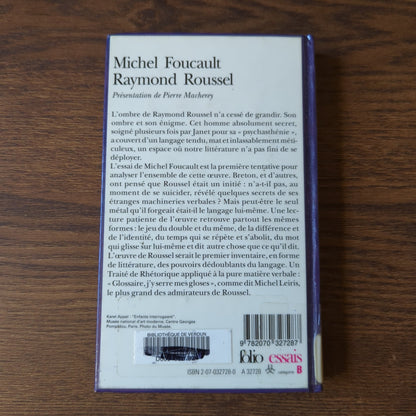 Michel Foucault
Raymond Roussel
Présentation de Pierre Macherey
L'ombre de Raymond Roussel n'a cessé de grandir. Son
ombre et son énigme. Cet homme absolument secret,
soigné plusieurs fois par Janet pour sa « psychasthénie »,
a couvert d'un langage tendu, mat et inlassablement méti-
culeux, un espace où notre littérature n'a pas fini de se
déployer.
L'essai de Michel Foucault est la première tentative pour
analyser l'ensemble de cette œuvre. Breton, et d'autres,
ont pensé que Roussel était un initié : n'a-t-il pas, au
moment de se suicider, révélé quelques secrets de ses
étranges machineries verbales ? Mais peut-être le seul
métal qu'il forgeait était-il le langage lui-même. Une lec-
ture patiente de l'œuvre retrouve partout les mêmes
formes : le jeu du double et du même, de la différence et
de l'identité, du temps qui se répète et s'abolit, du mot
qui glisse sur lui-même et dit autre chose que ce qu'il dit.
L'œuvre de Roussel serait le premier inventaire, en forme
de littérature, des pouvoirs dédoublants du langage. Un
Traité de Rhétorique appliqué à la pure matière verbale :
« Glossaire, j'y serre mes gloses », comme dit Michel Leiris,
le plus grand des admirateurs de Roussel.
Karel Appel : "Enfants interrogeant".
Musée national d'art moderne, Centre Georges
Pompidou, Paris. Photo du Musée.
BIBLIOTHÈQUE DE VERDUN
9 782070 327287
folio essais
ISBN 2-07-032728-0
A 32728
catégorie B